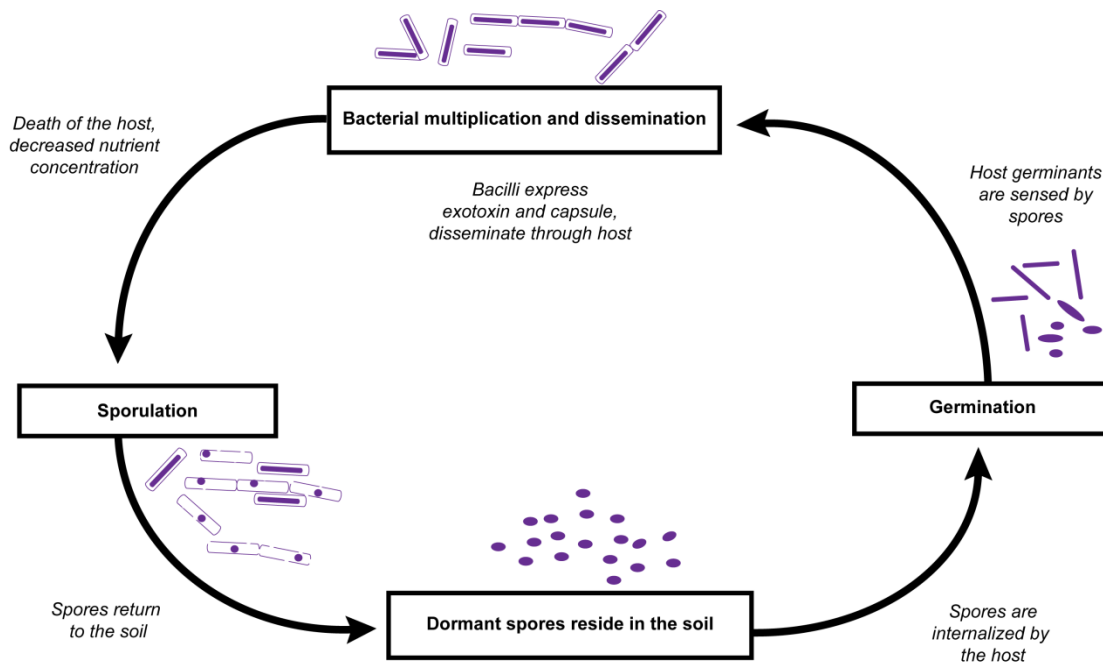 Bacterial multiplication and dissemination
Death of the host,
decreased nutrient
concentration
Bacilli express
exotoxin and capsule,
disseminate through host
Host germinants
are sensed by
spores
Sporulation
Germination
Spores return
to the soil
Dormant spores reside in the soil
Spores are
internalized by
the host